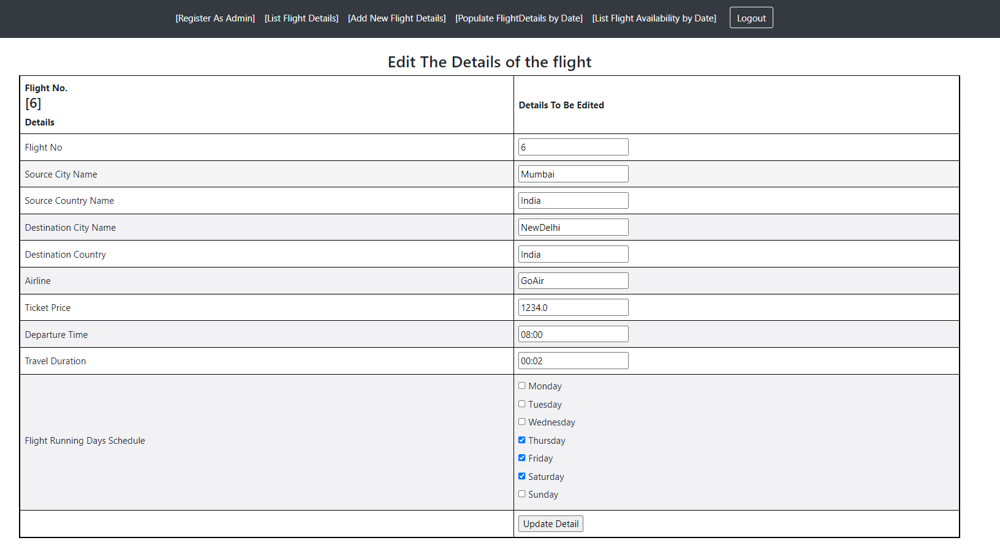 [Register As Admin] [List Flight Details] [Add New Flight Details] [Populate FlightDetails by Date] [List Flight Availability by Date] Logout
Edit The Details of the flight
Flight No.
[6]
Details
Details To Be Edited
Flight No 6
Source City Name Mumbai
Source Country Name India
Destination City Name NewDelhi
Destination Country India
Airline GoAir
Ticket Price 1234.0
Departure Time 08:00
Travel Duration 00:02
Flight Running Days Schedule
Monday
Tuesday
Wednesday
Thursday
Friday
Saturday
Sunday
Update Detail